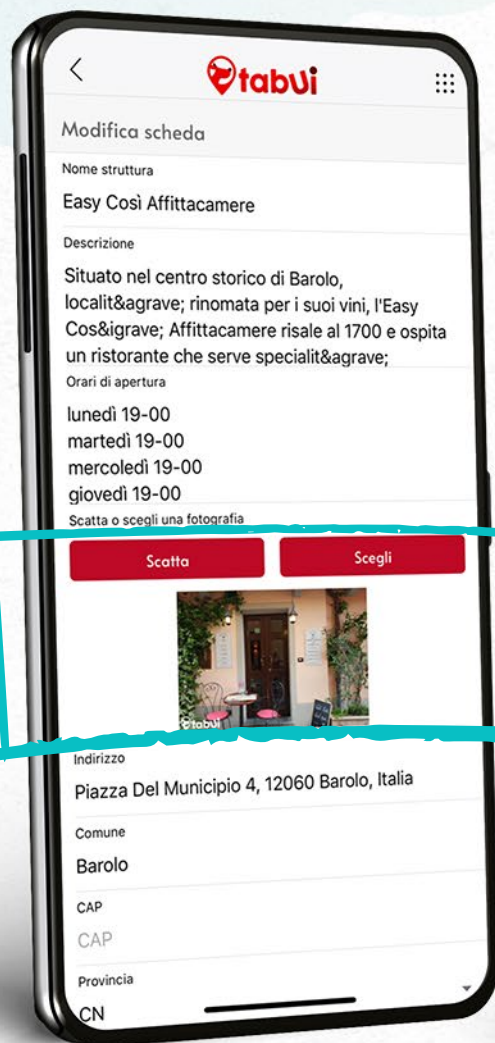 tabUi
Modifica scheda
Nome struttura
Easy Così Affittacamere
Descrizione
Situato nel centro storico di Barolo,
localit&agrave; rinomata per i suoi vini, l'Easy
Cos&igrave; Affittacamere risale al 1700 e ospita
un ristorante che serve specialit&agrave;
Orari di apertura
lunedì 19-00
martedì 19-00
mercoledì 19-00
giovedì 19-00
Scatta o scegli una fotografia
Scatta
Scegli
tabUi
Indirizzo
Piazza Del Municipio 4, 12060 Barolo, Italia
Comune
Barolo
CAP
CAP
Provincia
CN